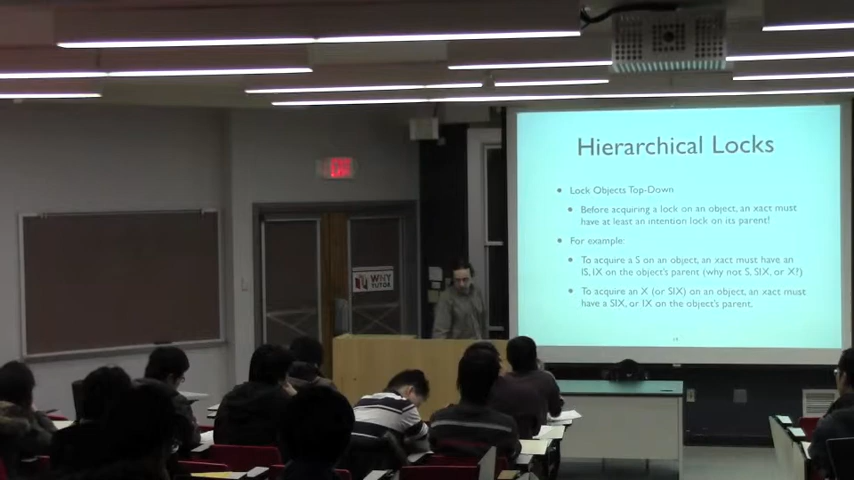 Hierarchical Locks
• Lock Objects Top-Down
• Before acquiring a lock on an object, an xact must
have at least an intention lock on its parent!
• For example:
• To acquire a S on an object, an xact must have an
IS, IX on the object's parent (why not S, SIX, or X?)
• To acquire an X (or SIX) on an object, an xact must
have a SIX, or IX on the object's parent.
WHY
TUTOR